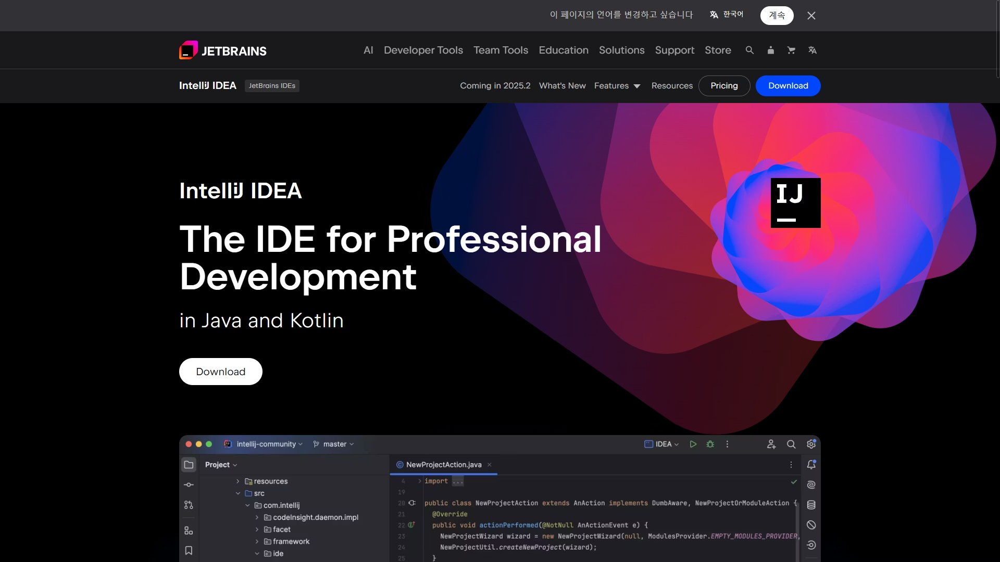 이 페이지의 언어를 변경하고 싶습니다 한국어 계속
JETBRAINS AI Developer Tools Team Tools Education Solutions Support Store
IntelliJ IDEA JetBrains IDEs Coming in 2025.2 What's New Features Resources Pricing Download
IJ
IntelliJ IDEA
The IDE for Professional
Development
in Java and Kotlin
Download
intellij-community master IDEA
Project NewProjectAction.java
resources
src
com.intellij
codeInsight.daemon.impl
facet
framework
ide
4 import ...
19
20 public class NewProjectAction extends AnAction implements DumbAware, NewProjectOrModuleAction {
21 @Override
22 public void actionPerformed(@NotNull AnActionEvent e) {
23 NewProjectWizard wizard = new NewProjectWizard(null, ModulesProvider.EMPTY_MODULES_PROVIDER,
24 NewProjectUtil.createNewProject(wizard);
25 }